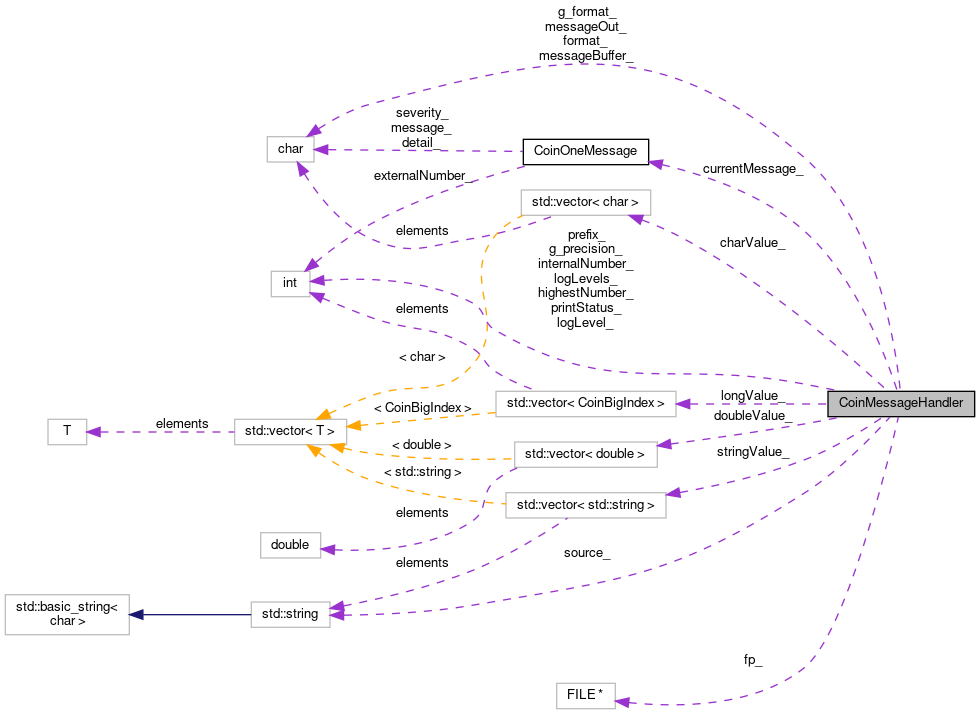 g_format_
messageOut_
format_
messageBuffer_
severity_
message_
detail_
char
CoinOneMessage
currentMessage_
externalNumber_
std::vector< char >
elements
prefix_
g_precision_
internalNumber_
logLevels_
highestNumber_
printStatus_
logLevel_
charValue_
int
elements
< char >
longValue_
CoinMessageHandler
std::vector< CoinBigIndex >
< CoinBigIndex >
doubleValue_
T
elements
std::vector< T >
< double >
std::vector< double >
stringValue_
< std::string >
std::vector< std::string >
elements
double
source_
elements
std::basic_string<
char >
std::string
fp_
FILE *